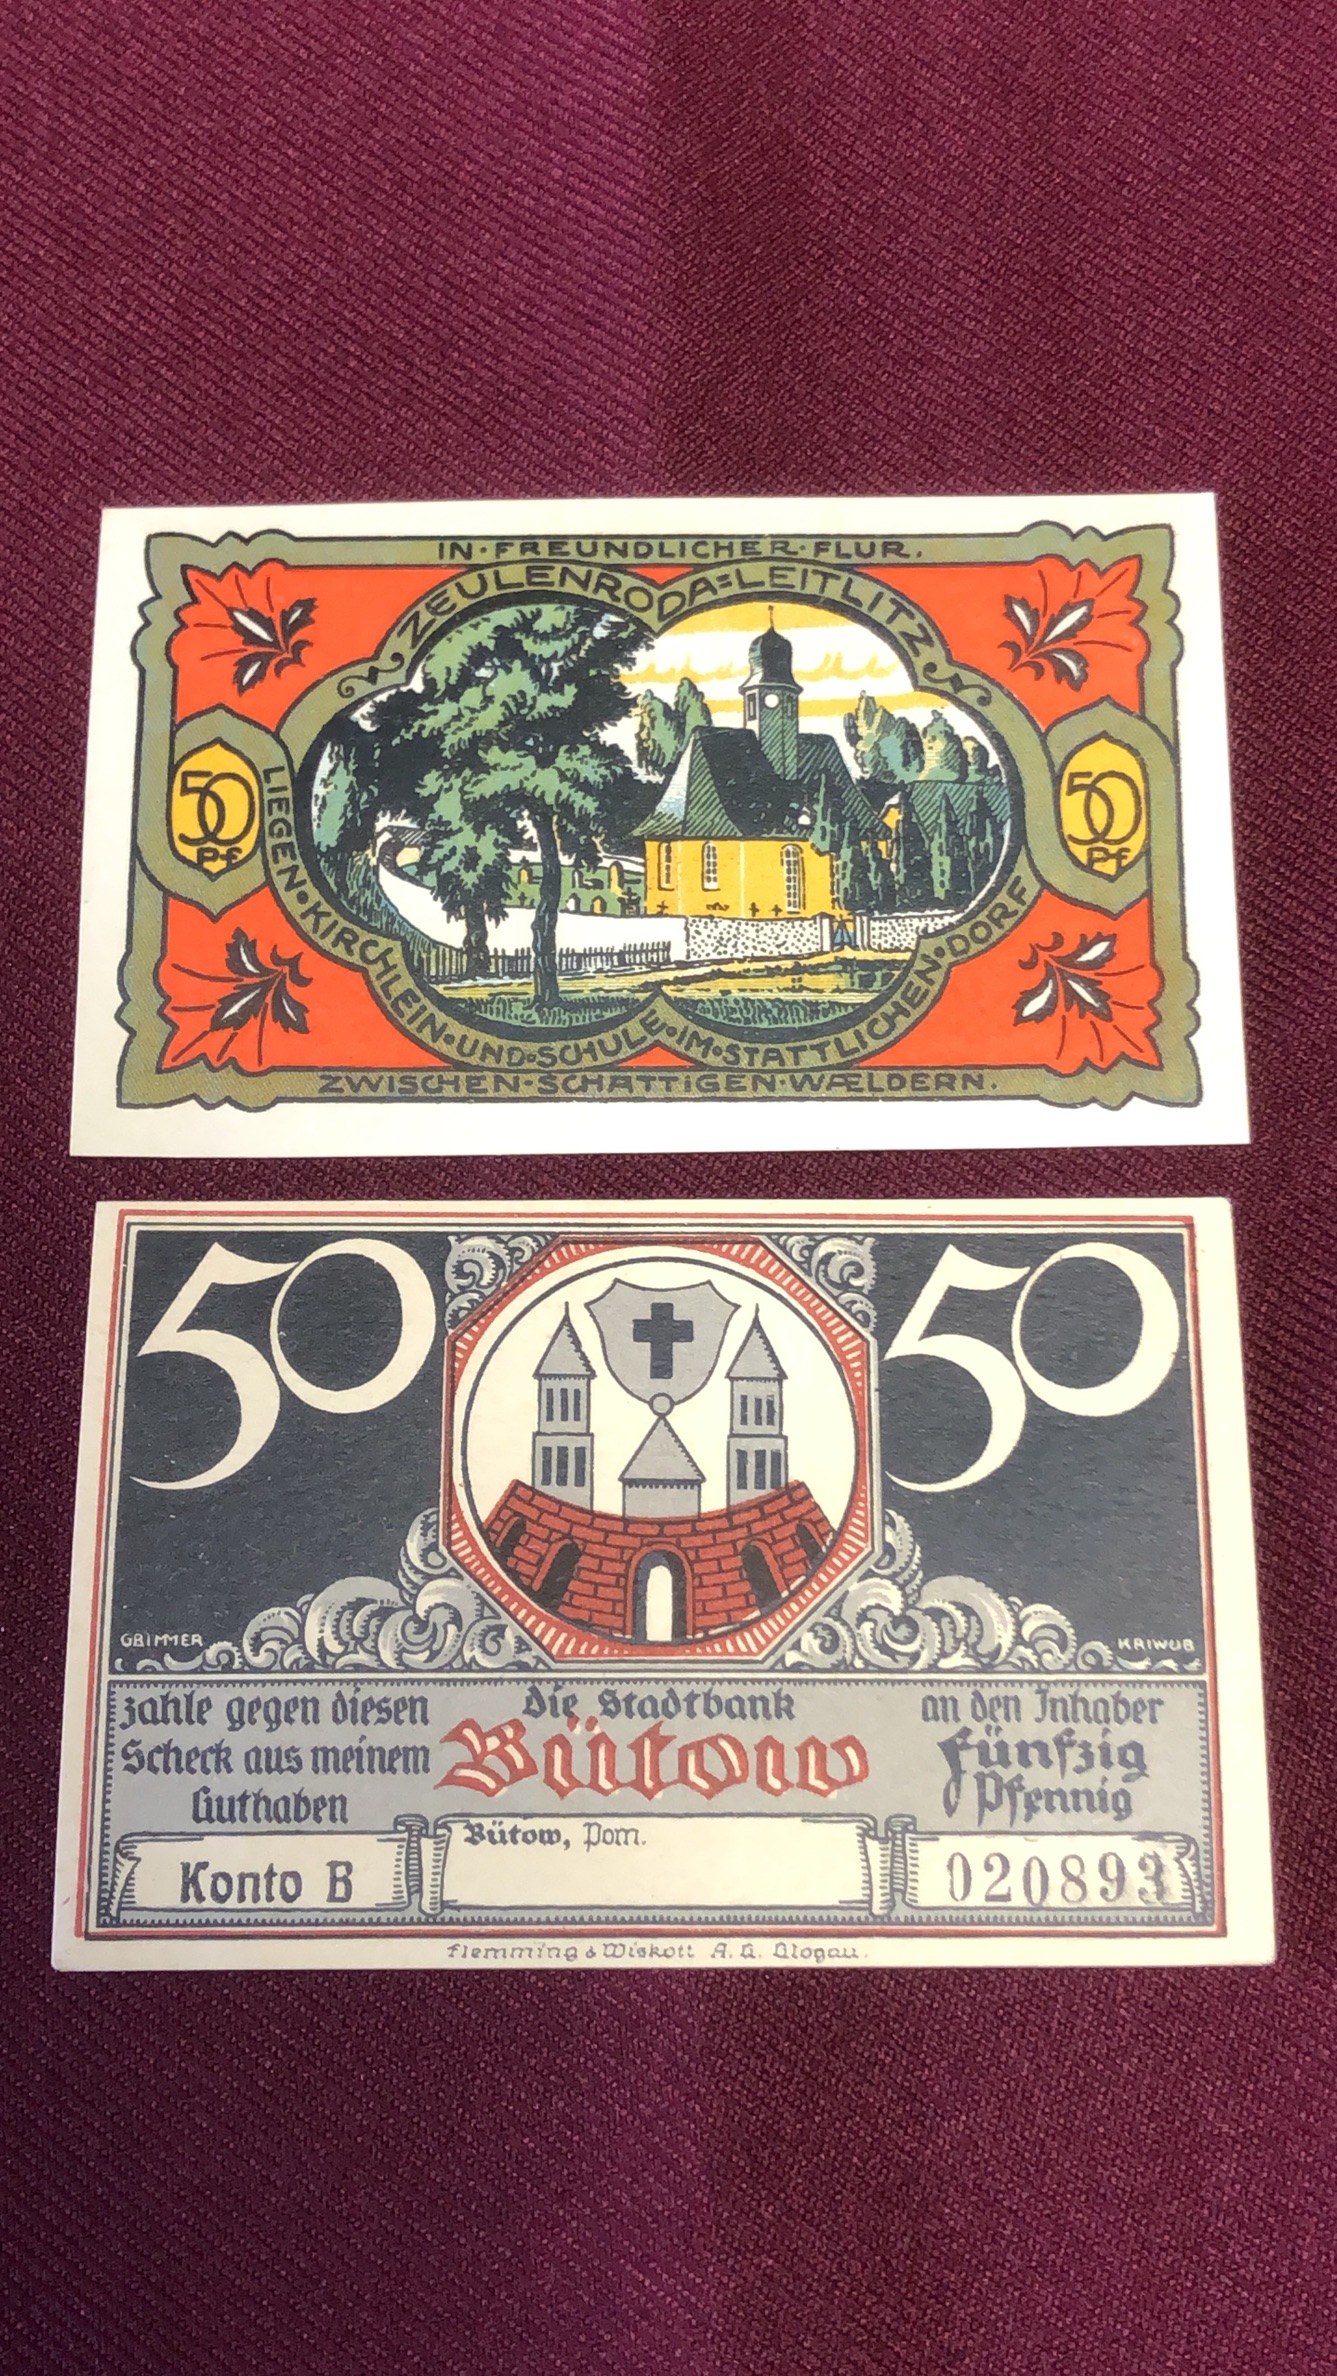 IN·FREUNDLICHER·FLUR.
ZEULENRODA=LEITLITZ
50
Pf
50
Pf
LIEGEN·KIRCHLEIN·UND·SCHULE·IM·STATTLICHEN·DORF
ZWISCHEN·SCHATTIGEN·WÆLDERN.
50
50
GRIMMER
KRIWUB
zahle gegen diesen
Scheck aus meinem
Guthaben
die Stadtbank
Bütow
an den Inhaber
fünfzig
Pfennig
Konto B
Bütow, Pom.
020893
Flemming & Wiskott A. G. Glogau.